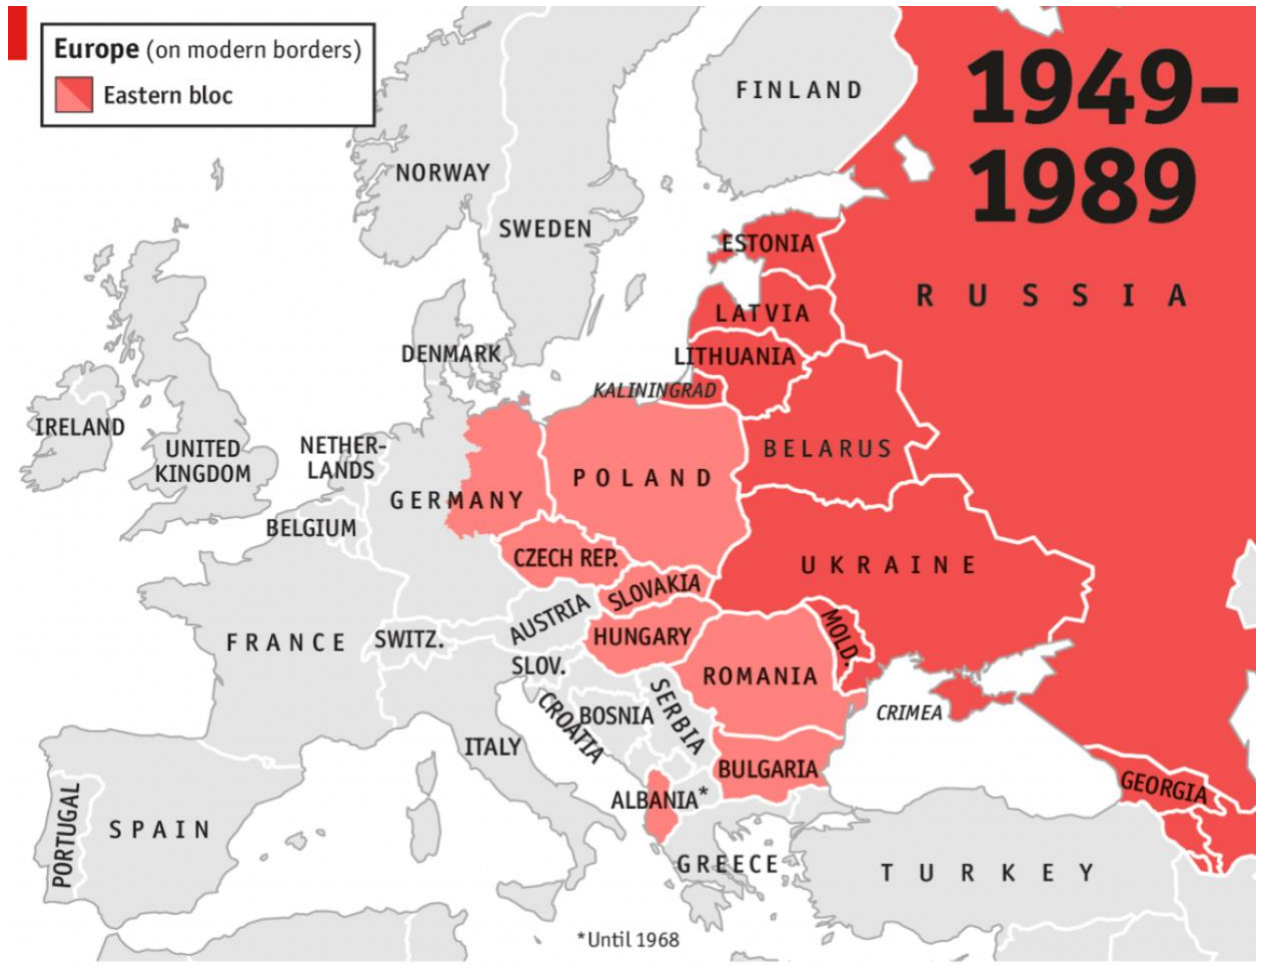 Europe (on modern borders)
Eastern bloc
1949-
1989
FINLAND
NORWAY
SWEDEN
ESTONIA
RUSSIA
LATVIA
DENMARK
LITHUANIA
KALININGRAD
IRELAND
UNITED
KINGDOM
NETHER-
LANDS
BELARUS
POLAND
GERMANY
BELGIUM
CZECH REP.
UKRAINE
SLOVAKIA
AUSTRIA
FRANCE
SWITZ.
HUNGARY
MOLD.
SLOV.
ROMANIA
CROATIA
BOSNIA
SERBIA
CRIMEA
ITALY
BULGARIA
GEORGIA
ALBANIA*
PORTUGAL
SPAIN
GREECE
TURKEY
*Until 1968